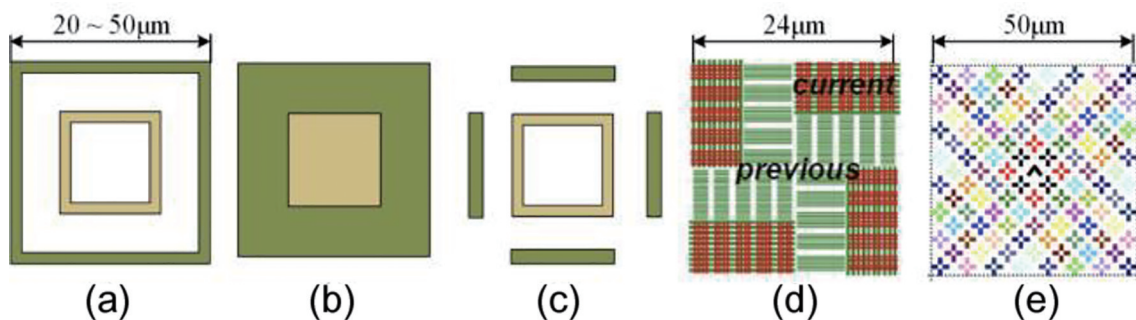 20 ~ 50μm
24μm
50μm
current
previous
(a)
(b)
(c)
(d)
(e)